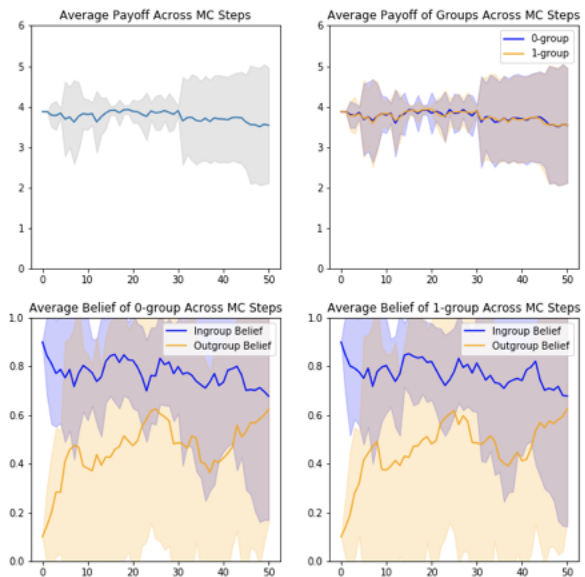 Average Payoff Across MC Steps
6
5
4
3
2
1
0
0 10 20 30 40 50
Average Payoff of Groups Across MC Steps
0-group
1-group
6
5
4
3
2
1
0
0 10 20 30 40 50
Average Belief of 0-group Across MC Steps
Ingroup Belief
Outgroup Belief
1.0
0.8
0.6
0.4
0.2
0.0
0 10 20 30 40 50
Average Belief of 1-group Across MC Steps
Ingroup Belief
Outgroup Belief
1.0
0.8
0.6
0.4
0.2
0.0
0 10 20 30 40 50